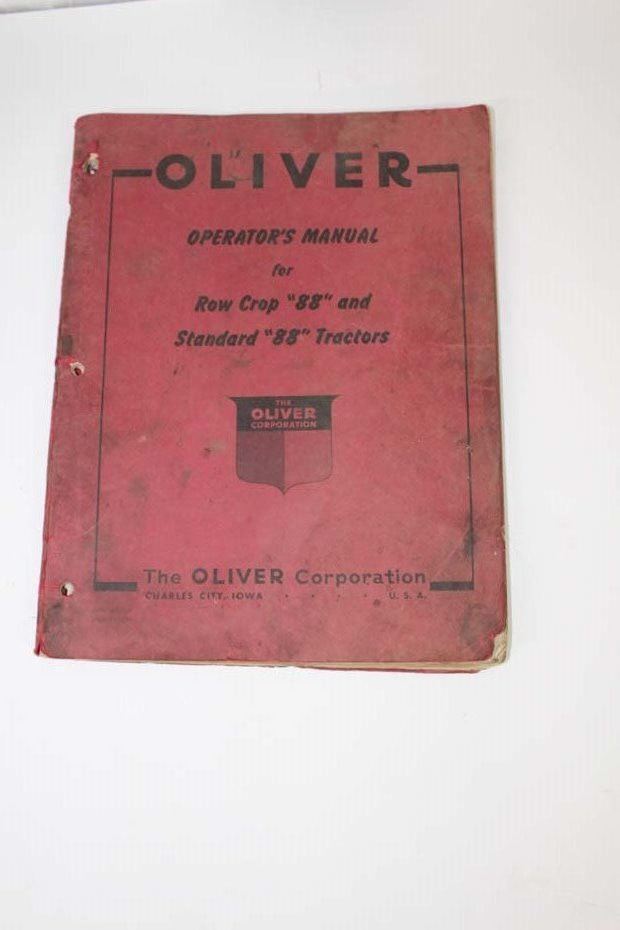 OLIVER
OPERATOR'S MANUAL
for
Row Crop "88" and
Standard "88" Tractors
THE
OLIVER
CORPORATION
The OLIVER Corporation
CHARLES CITY, IOWA . . . . U. S. A.